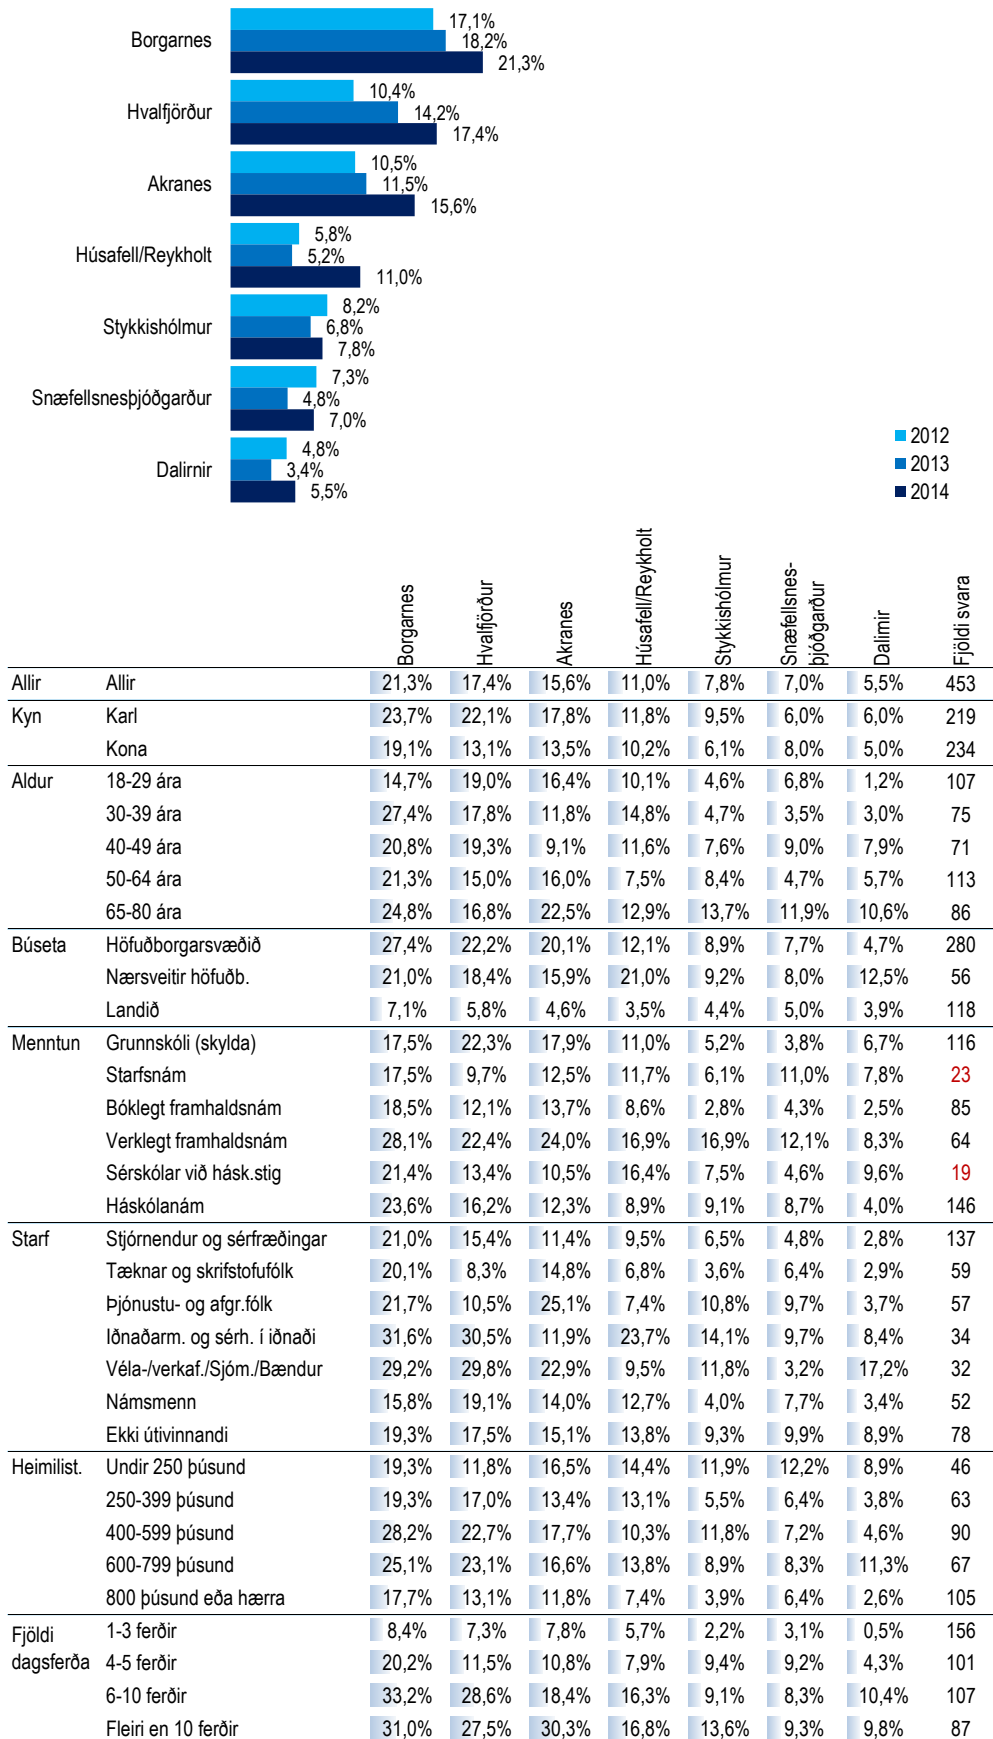 Borgarnes
17,1%
18,2%
21,3%
Hvalfjörður
10,4%
14,2%
17,4%
Akranes
10,5%
11,5%
15,6%
Húsafell/Reykholt
5,8%
5,2%
11,0%
Stykkishólmur
8,2%
6,8%
7,8%
Snæfellsnesþjóðgarður
7,3%
4,8%
7,0%
Dalirnir
4,8%
3,4%
5,5%
2012
2013
2014
Borgarnes Hvalfjörður Akranes Húsafell/Reykholt Stykkishólmur Snæfellsnes-þjóðgarður Dalirnir Fjöldi svara
Allir Allir 21,3% 17,4% 15,6% 11,0% 7,8% 7,0% 5,5% 453
Kyn Karl 23,7% 22,1% 17,8% 11,8% 9,5% 6,0% 6,0% 219
Kona 19,1% 13,1% 13,5% 10,2% 6,1% 8,0% 5,0% 234
Aldur 18-29 ára 14,7% 19,0% 16,4% 10,1% 4,6% 6,8% 1,2% 107
30-39 ára 27,4% 17,8% 11,8% 14,8% 4,7% 3,5% 3,0% 75
40-49 ára 20,8% 19,3% 9,1% 11,6% 7,6% 9,0% 7,9% 71
50-64 ára 21,3% 15,0% 16,0% 7,5% 8,4% 4,7% 5,7% 113
65-80 ára 24,8% 16,8% 22,5% 12,9% 13,7% 11,9% 10,6% 86
Búseta Höfuðborgarsvæðið 27,4% 22,2% 20,1% 12,1% 8,9% 7,7% 4,7% 280
Nærsveitir höfuðb. 21,0% 18,4% 15,9% 21,0% 9,2% 8,0% 12,5% 56
Landið 7,1% 5,8% 4,6% 3,5% 4,4% 5,0% 3,9% 118
Menntun Grunnskóli (skylda) 17,5% 22,3% 17,9% 11,0% 5,2% 3,8% 6,7% 116
Starfsnám 17,5% 9,7% 12,5% 11,7% 6,1% 11,0% 7,8% 23
Bóklegt framhaldsnám 18,5% 12,1% 13,7% 8,6% 2,8% 4,3% 2,5% 85
Verklegt framhaldsnám 28,1% 22,4% 24,0% 16,9% 16,9% 12,1% 8,3% 64
Sérskólar við hásk.stig 21,4% 13,4% 10,5% 16,4% 7,5% 4,6% 9,6% 19
Háskólanám 23,6% 16,2% 12,3% 8,9% 9,1% 8,7% 4,0% 146
Starf Stjórnendur og sérfræðingar 21,0% 15,4% 11,4% 9,5% 6,5% 4,8% 2,8% 137
Tæknar og skrifstofufólk 20,1% 8,3% 14,8% 6,8% 3,6% 6,4% 2,9% 59
Þjónustu- og afgr.fólk 21,7% 10,5% 25,1% 7,4% 10,8% 9,7% 3,7% 57
Iðnaðarm. og sérh. í iðnaði 31,6% 30,5% 11,9% 23,7% 14,1% 9,7% 8,4% 34
Véla-/verkaf./Sjóm./Bændur 29,2% 29,8% 22,9% 9,5% 11,8% 3,2% 17,2% 32
Námsmenn 15,8% 19,1% 14,0% 12,7% 4,0% 7,7% 3,4% 52
Ekki útivinnandi 19,3% 17,5% 15,1% 13,8% 9,3% 9,9% 8,9% 78
Heimilist. Undir 250 þúsund 19,3% 11,8% 16,5% 14,4% 11,9% 12,2% 8,9% 46
250-399 þúsund 19,3% 17,0% 13,4% 13,1% 5,5% 6,4% 3,8% 63
400-599 þúsund 28,2% 22,7% 17,7% 10,3% 11,8% 7,2% 4,6% 90
600-799 þúsund 25,1% 23,1% 16,6% 13,8% 8,9% 8,3% 11,3% 67
800 þúsund eða hærra 17,7% 13,1% 11,8% 7,4% 3,9% 6,4% 2,6% 105
Fjöldi 1-3 ferðir 8,4% 7,3% 7,8% 5,7% 2,2% 3,1% 0,5% 156
dagsferða 4-5 ferðir 20,2% 11,5% 10,8% 7,9% 9,4% 9,2% 4,3% 101
6-10 ferðir 33,2% 28,6% 18,4% 16,3% 9,1% 8,3% 10,4% 107
Fleiri en 10 ferðir 31,0% 27,5% 30,3% 16,8% 13,6% 9,3% 9,8% 87